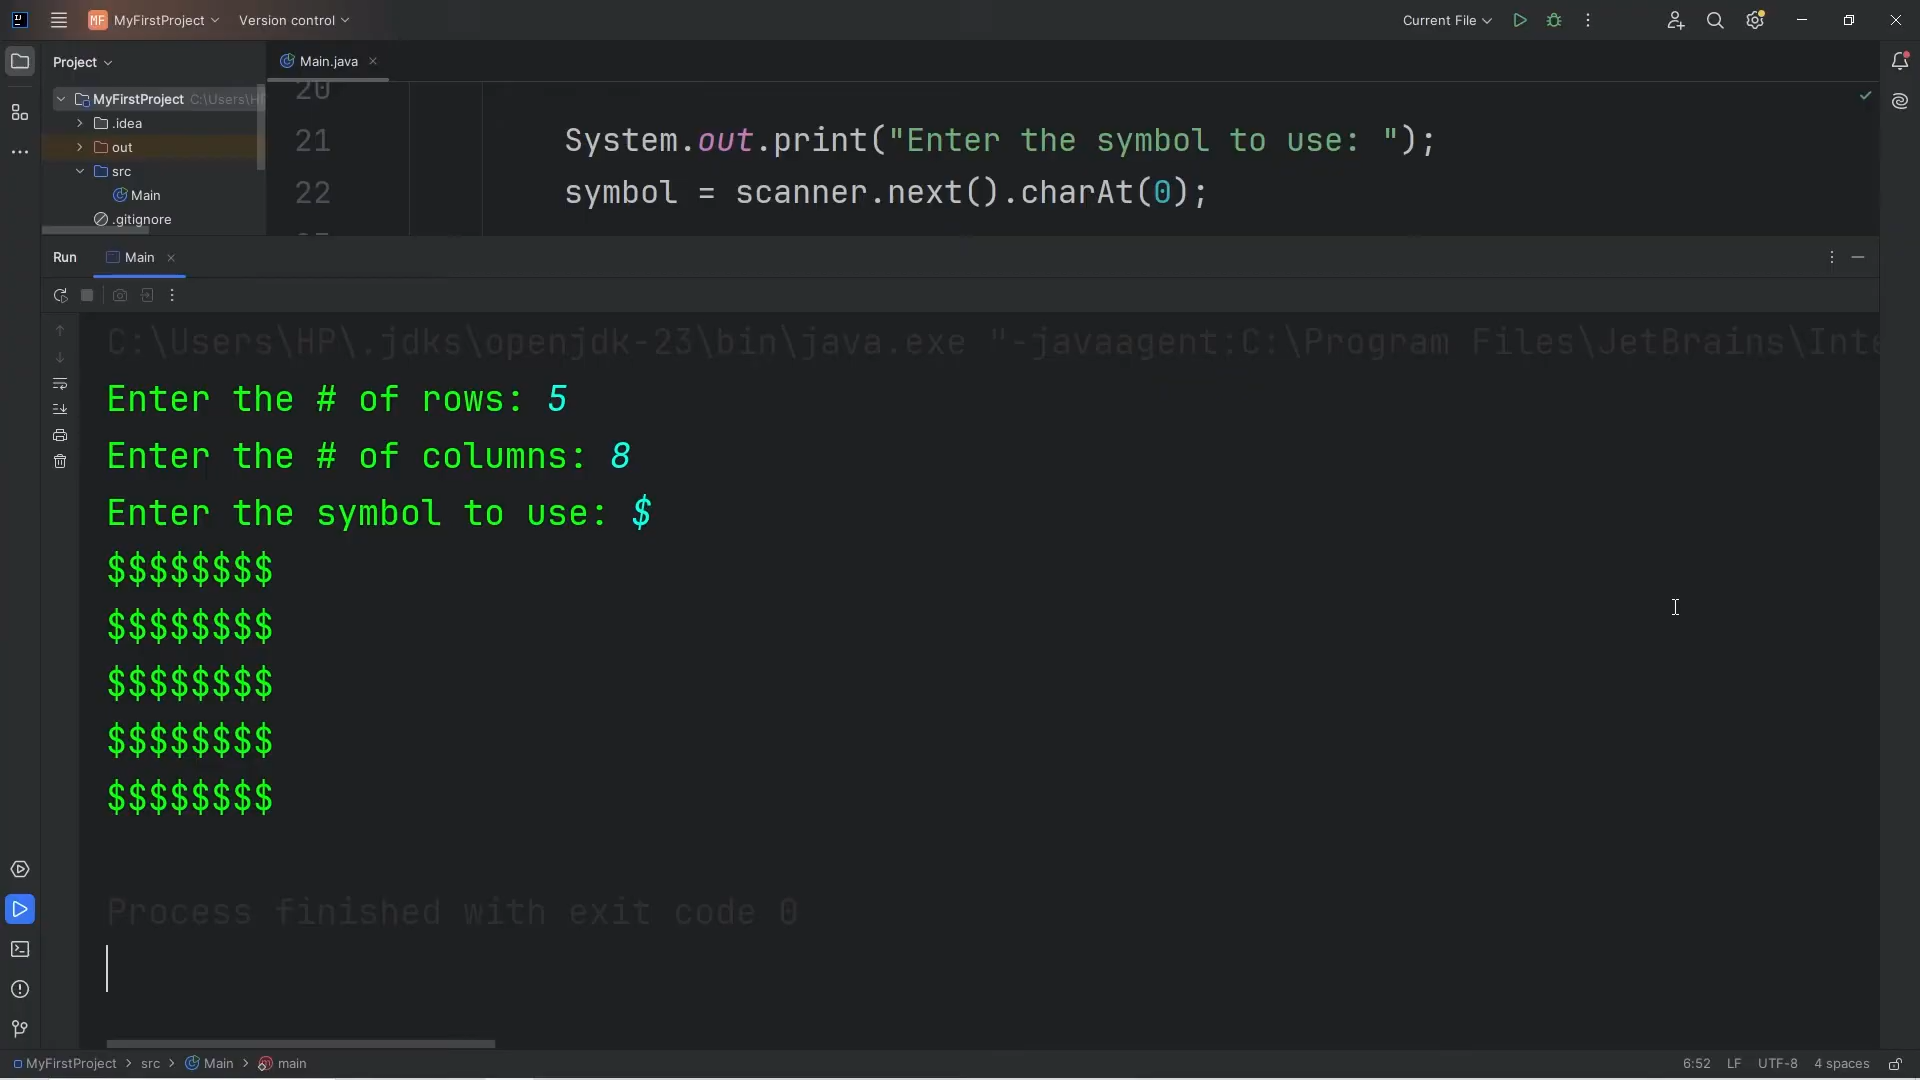 MF MyFirstProject Version control Current File
Project Main.java
MyFirstProject C:\Users\H
.idea
out
src
Main
.gitignore
20
21 System.out.print("Enter the symbol to use: ");
22 symbol = scanner.next().charAt(0);
Run Main
C:\Users\HP\.jdks\openjdk-23\bin\java.exe "-javaagent:C:\Program Files\JetBrains\Inte
Enter the # of rows: 5
Enter the # of columns: 8
Enter the symbol to use: $
$$$$$$$$
$$$$$$$$
$$$$$$$$
$$$$$$$$
$$$$$$$$
Process finished with exit code 0
MyFirstProject > src > Main > main 6:52 LF UTF-8 4 spaces